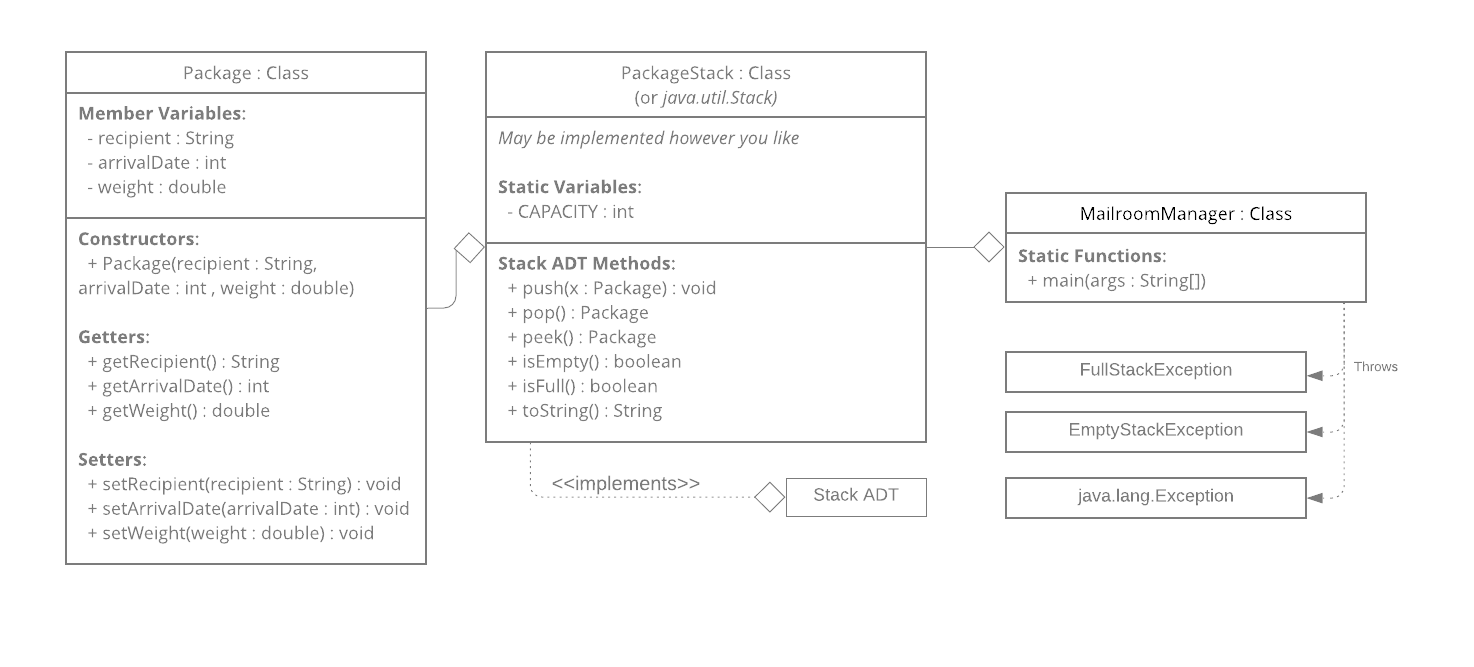 Package : Class
Member Variables:
- recipient : String
- arrivalDate : int
- weight : double
Constructors:
+ Package(recipient : String,
arrivalDate : int , weight : double)
Getters:
+ getRecipient() : String
+ getArrivalDate() : int
+ getWeight() : double
Setters:
+ setRecipient(recipient : String) : void
+ setArrivalDate(arrivalDate : int) : void
+ setWeight(weight : double) : void
PackageStack : Class
(or java.util.Stack)
May be implemented however you like
Static Variables:
- CAPACITY : int
Stack ADT Methods:
+ push(x : Package) : void
+ pop() : Package
+ peek() : Package
+ isEmpty() : boolean
+ isFull() : boolean
+ toString() : String
<<implements>>
Stack ADT
MailroomManager : Class
Static Functions:
+ main(args : String[])
FullStackException
Throws
EmptyStackException
java.lang.Exception